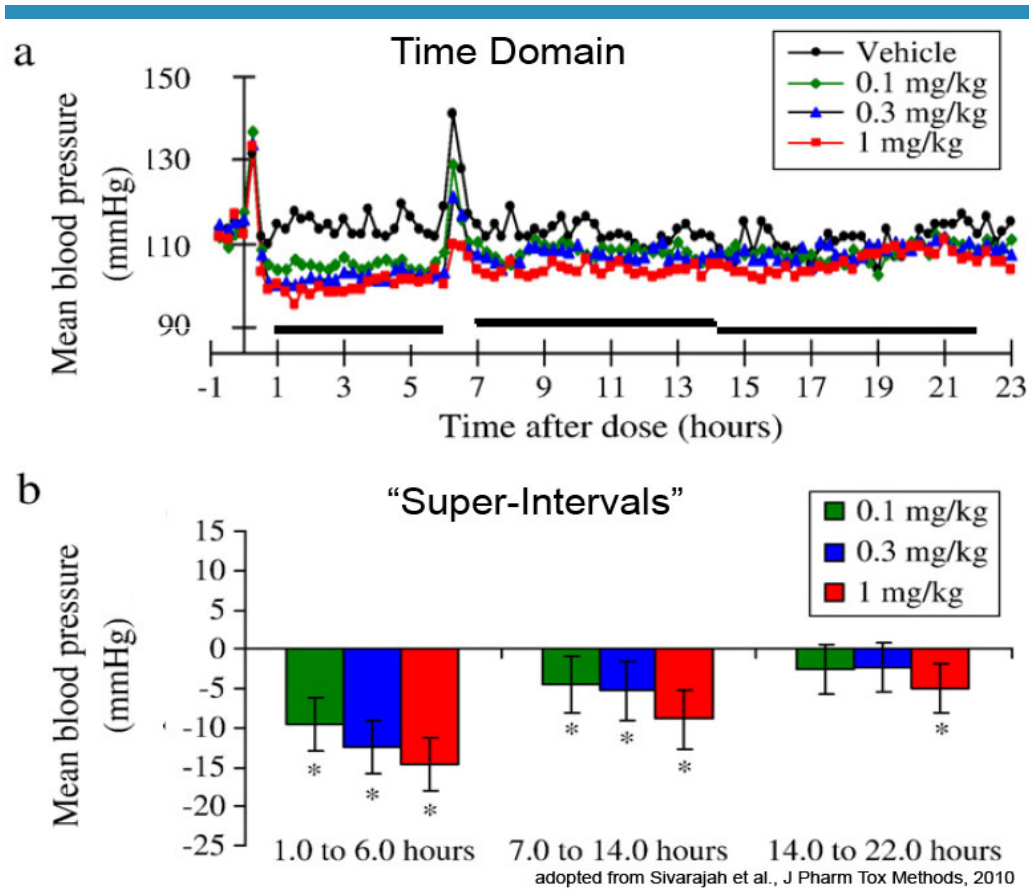 a
Time Domain
Vehicle
0.1 mg/kg
0.3 mg/kg
1 mg/kg
Mean blood pressure
(mmHg)
150
130
110
90
-1 1 3 5 7 9 11 13 15 17 19 21 23
Time after dose (hours)
b
“Super-Intervals”
0.1 mg/kg
0.3 mg/kg
1 mg/kg
Mean blood pressure
(mmHg)
15
10
5
0
-5
-10
-15
-20
-25
* * * * * * *
1.0 to 6.0 hours 7.0 to 14.0 hours 14.0 to 22.0 hours
adopted from Sivarajah et al., J Pharm Tox Methods, 2010